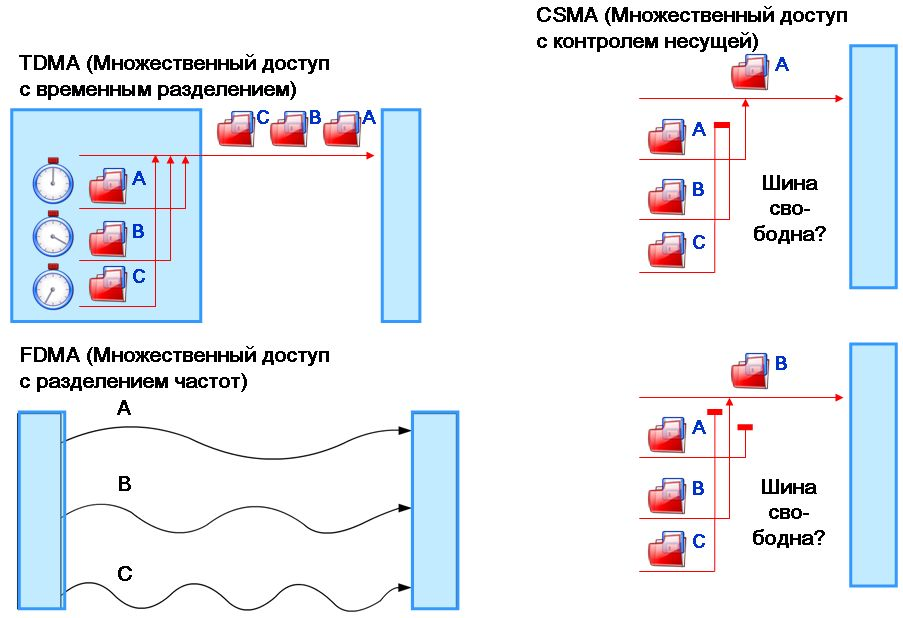 TDMA (Множественный доступ
с временным разделением)
C B A
A
B
C
FDMA (Множественный доступ
с разделением частот)
A
B
C
CSMA (Множественный доступ
с контролем несущей)
A
A
B
C
Шина
сво-
бодна?
B
A
B
C
Шина
сво-
бодна?